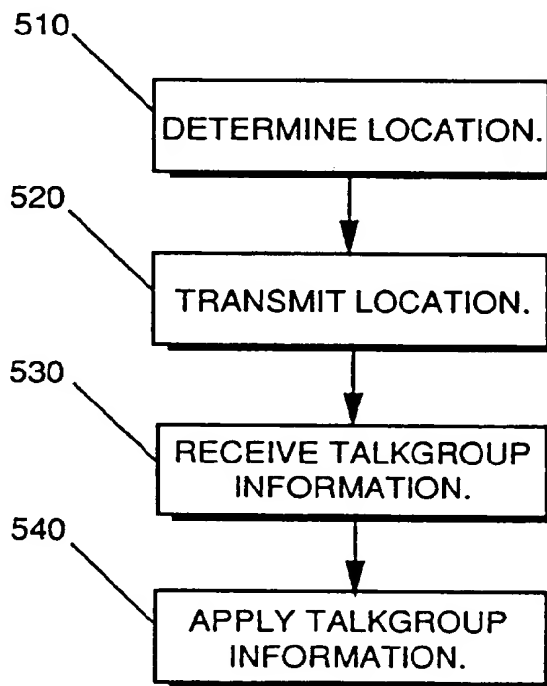 510
DETERMINE LOCATION.
520
TRANSMIT LOCATION.
530
RECEIVE TALKGROUP
INFORMATION.
540
APPLY TALKGROUP
INFORMATION.